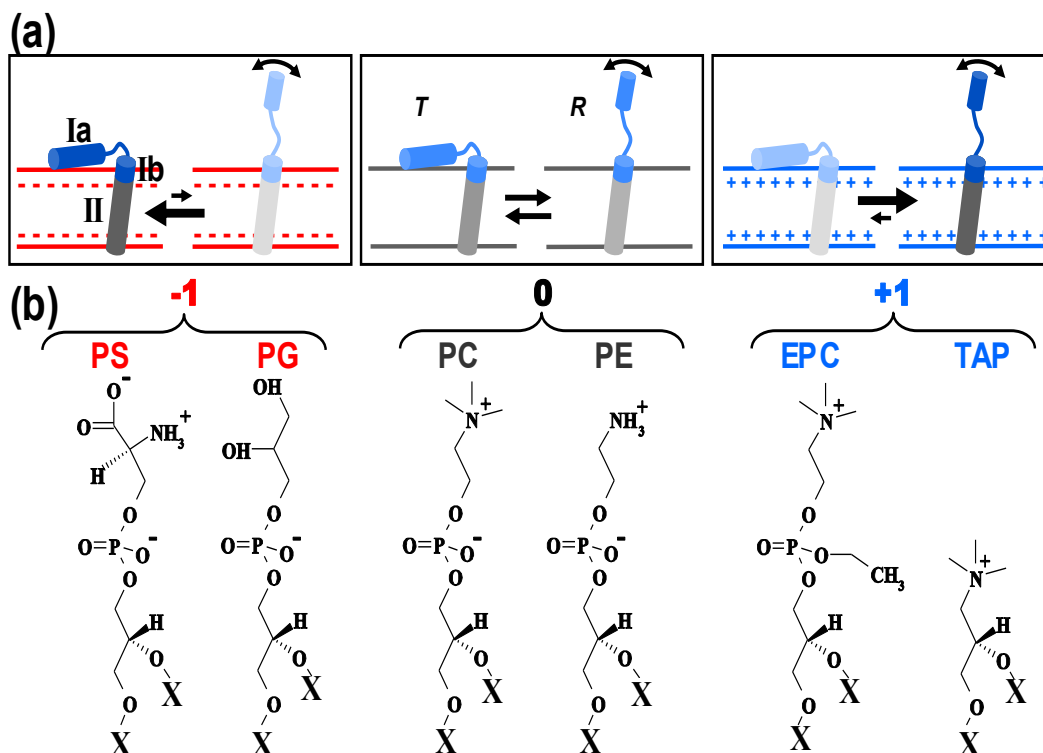 (a)
T R
Ia
Ib
II
- - - - - - - - - - - - - - - -
+ + + + + + + + + + + + + + + +
(b)
-1 0 +1
PS PG PC PE EPC TAP
O⁻ OH N⁺ NH₃⁺ N⁺
O= NH₃⁺ OH
H
O O O O O
O=P O⁻ O=P O⁻ O=P O⁻ O=P O⁻ O=P O CH₃ N⁺
O O O O O
H H H H H H
O O O O O O
X X X X X X
O O O O O O
X X X X X X